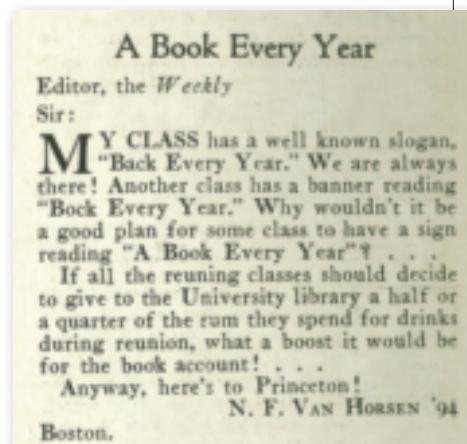 A Book Every Year
Editor, the Weekly
Sir:
MY CLASS has a well known slogan,
"Back Every Year." We are always
there! Another class has a banner reading
"Bock Every Year." Why wouldn't it be
a good plan for some class to have a sign
reading "A Book Every Year"? . . .
If all the reuning classes should decide
to give to the University library a half or
a quarter of the sum they spend for drinks
during reunion, what a boost it would be
for the book account! . . .
Anyway, here's to Princeton!
N. F. VAN HORSEN '94
Boston.